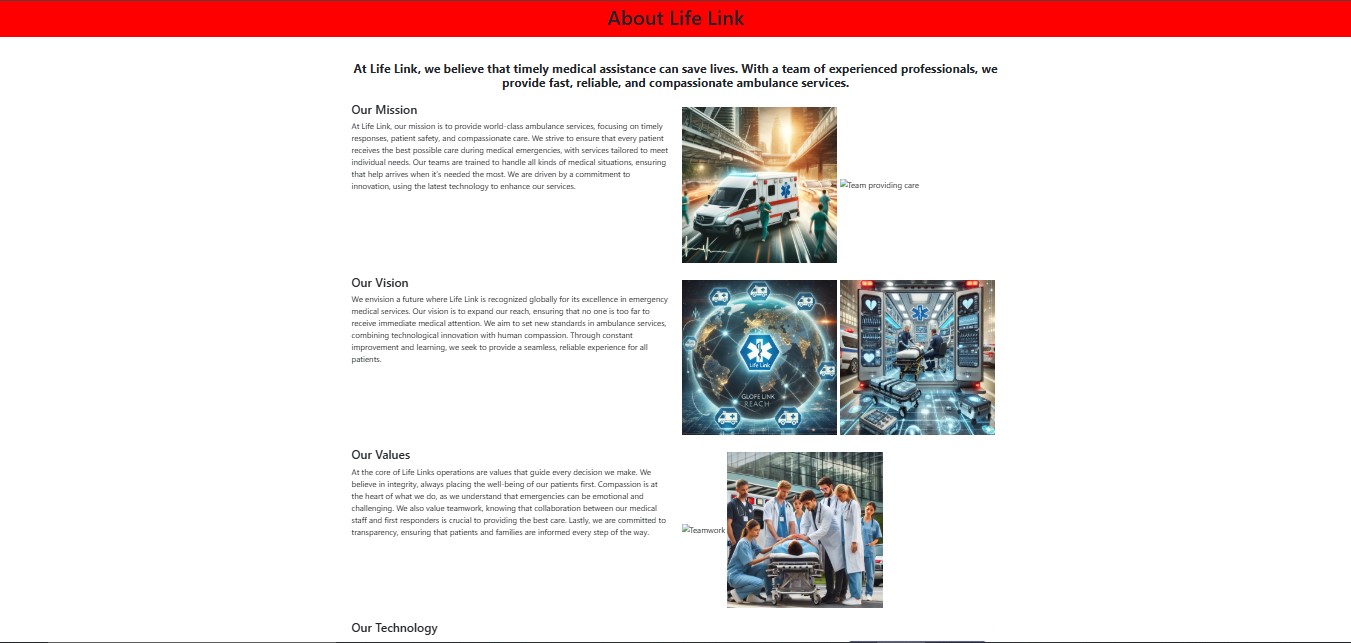 About Life Link
At Life Link, we believe that timely medical assistance can save lives. With a team of experienced professionals, we
provide fast, reliable, and compassionate ambulance services.
Our Mission
At Life Link, our mission is to provide world-class ambulance services, focusing on timely
responses, patient safety, and compassionate care. We strive to ensure that every patient
receives the best possible care during medical emergencies, with services tailored to meet
individual needs. Our teams are trained to handle all kinds of medical situations, ensuring
that help arrives when it's needed the most. We are driven by a commitment to
innovation, using the latest technology to enhance our services.
Team providing care
Our Vision
We envision a future where Life Link is recognized globally for its excellence in emergency
medical services. Our vision is to expand our reach, ensuring that no one is too far to
receive immediate medical attention. We aim to set new standards in ambulance services,
combining technological innovation with human compassion. Through constant
improvement and learning, we seek to provide a seamless, reliable experience for all
patients.
Life Link
GLOFE LINK
REACH
Our Values
At the core of Life Links operations are values that guide every decision we make. We
believe in integrity, always placing the well-being of our patients first. Compassion is at
the heart of what we do, as we understand that emergencies can be emotional and
challenging. We also value teamwork, knowing that collaboration between our medical
staff and first responders is crucial to providing the best care. Lastly, we are committed to
transparency, ensuring that patients and families are informed every step of the way.
Teamwork
Our Technology